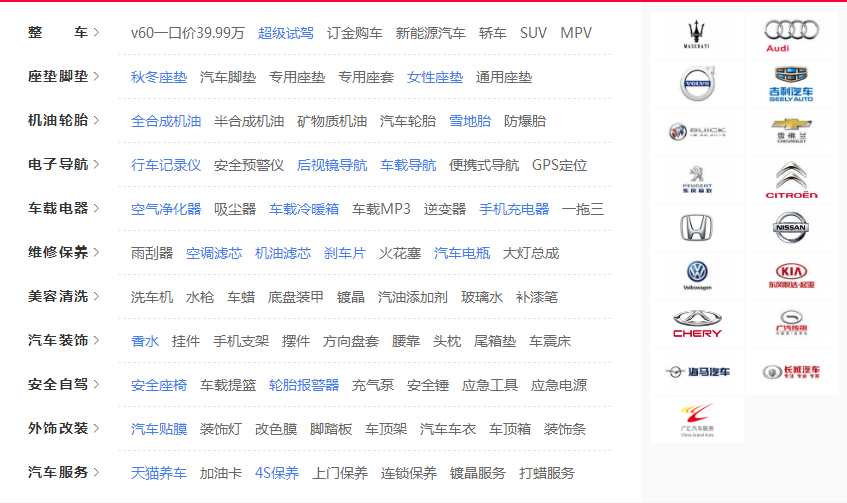 整 车 > v60一口价39.99万 超级试驾 订金购车 新能源汽车 轿车 SUV MPV
座垫脚垫 > 秋冬座垫 汽车脚垫 专用座垫 专用座套 女性座垫 通用座垫
机油轮胎 > 全合成机油 半合成机油 矿物质机油 汽车轮胎 雪地胎 防爆胎
电子导航 > 行车记录仪 安全预警仪 后视镜导航 车载导航 便携式导航 GPS定位
车载电器 > 空气净化器 吸尘器 车载冷暖箱 车载MP3 逆变器 手机充电器 一拖三
维修保养 > 雨刮器 空调滤芯 机油滤芯 刹车片 火花塞 汽车电瓶 大灯总成
美容清洗 > 洗车机 水枪 车蜡 底盘装甲 镀晶 汽油添加剂 玻璃水 补漆笔
汽车装饰 > 香水 挂件 手机支架 摆件 方向盘套 腰靠 头枕 尾箱垫 车震床
安全自驾 > 安全座椅 车载提篮 轮胎报警器 充气泵 安全锤 应急工具 应急电源
外饰改装 > 汽车贴膜 装饰灯 改色膜 脚踏板 车顶架 汽车车衣 车顶箱 装饰条
汽车服务 > 天猫养车 加油卡 4S保养 上门保养 连锁保养 镀晶服务 打蜡服务
MASERATI
Audi
VOLVO
吉利汽车
GEELY AUTO
BUICK
雪佛兰
CHEVROLET
PEUGEOT
东风标致
CITROËN
NISSAN
Volkswagen
KIA
东风悦达·起亚
CHERY
广汽传祺
海马汽车
长城汽车
专注 专业 专家
广汇汽车服务
China Grand Auto